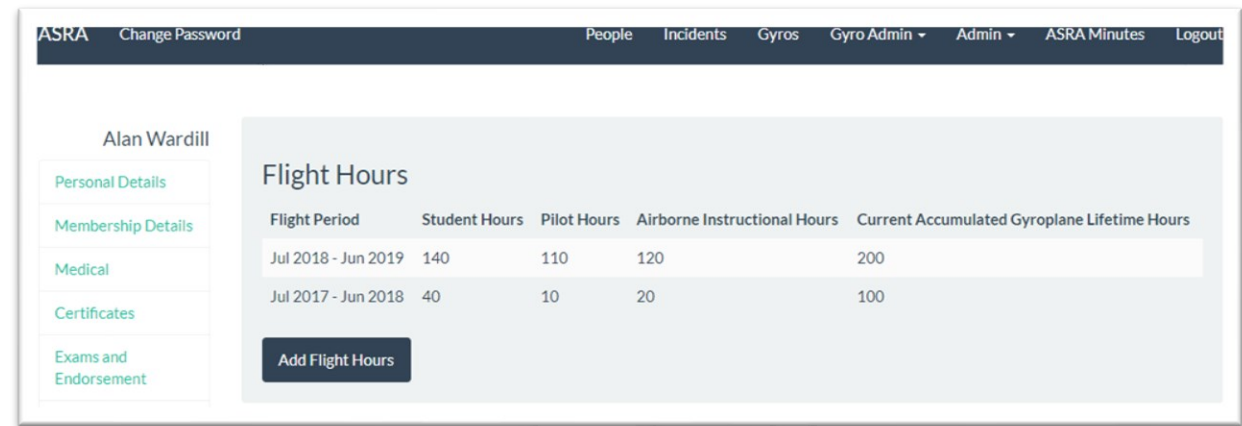 ASRA Change Password People Incidents Gyros Gyro Admin Admin ASRA Minutes Logout
Alan Wardill
Personal Details
Membership Details
Medical
Certificates
Exams and
Endorsement
Flight Hours
Flight Period Student Hours Pilot Hours Airborne Instructional Hours Current Accumulated Gyroplane Lifetime Hours
Jul 2018 - Jun 2019 140 110 120 200
Jul 2017 - Jun 2018 40 10 20 100
Add Flight Hours